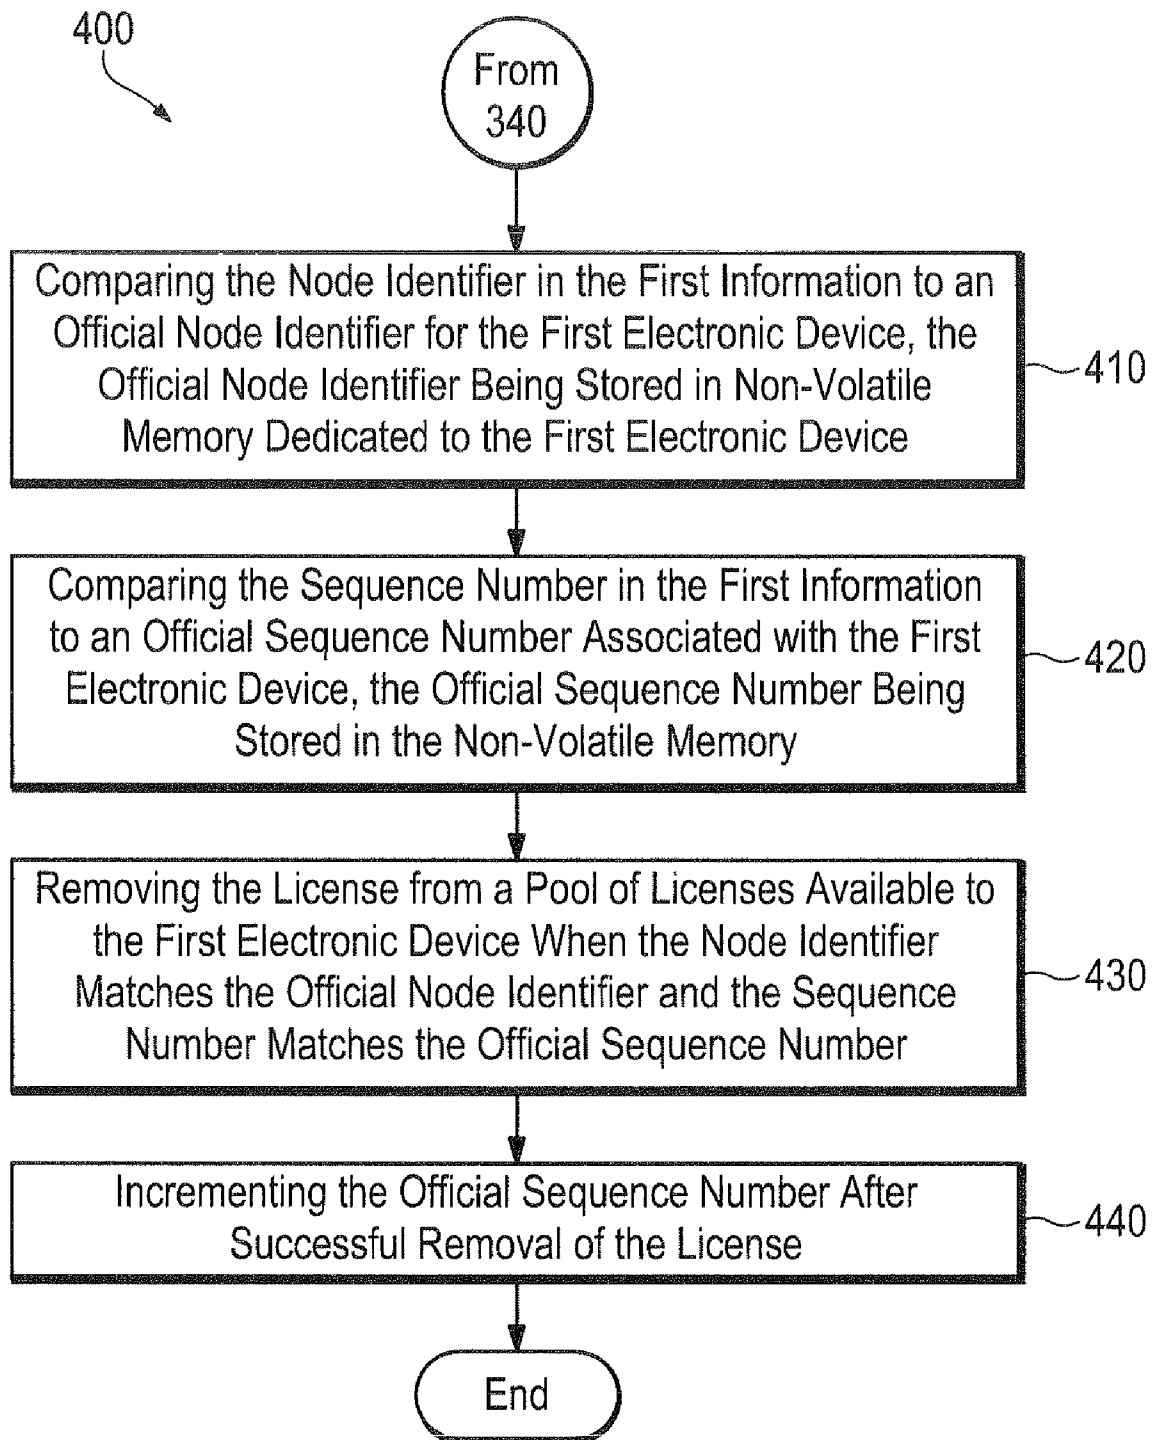 400
From
340
Comparing the Node Identifier in the First Information to an
Official Node Identifier for the First Electronic Device, the
Official Node Identifier Being Stored in Non-Volatile
Memory Dedicated to the First Electronic Device
410
Comparing the Sequence Number in the First Information
to an Official Sequence Number Associated with the First
Electronic Device, the Official Sequence Number Being
Stored in the Non-Volatile Memory
420
Removing the License from a Pool of Licenses Available to
the First Electronic Device When the Node Identifier
Matches the Official Node Identifier and the Sequence
Number Matches the Official Sequence Number
430
Incrementing the Official Sequence Number After
Successful Removal of the License
440
End